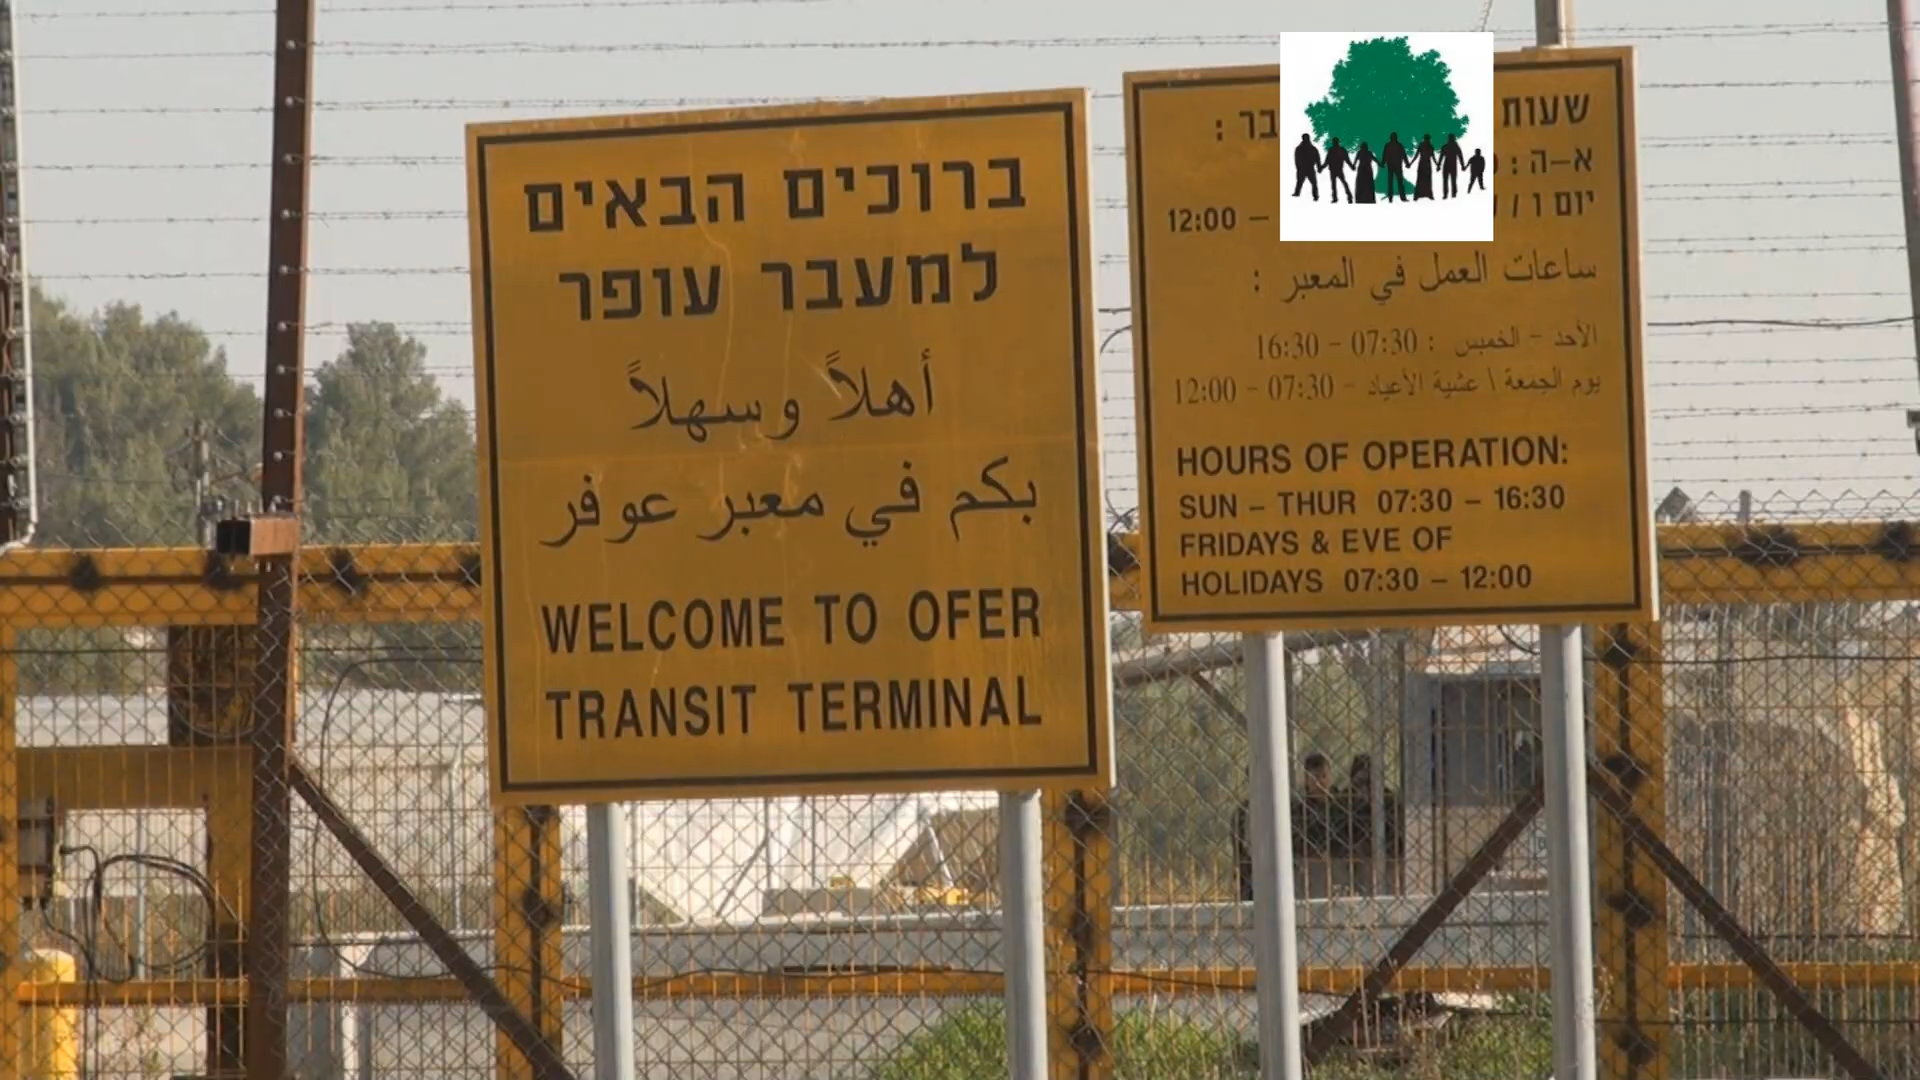 ברוכים הבאים
למעבר עופר
أهلاً وسهلاً
بكم في معبر عوفر
WELCOME TO OFER
TRANSIT TERMINAL
שעות בר :
א–ה :
יום ו / 12:00 –
ساعات العمل في المعبر :
الأحد - الخميس : 07:30 - 16:30
يوم الجمعة \ عشية الأعياد - 07:30 - 12:00
HOURS OF OPERATION:
SUN – THUR 07:30 – 16:30
FRIDAYS & EVE OF
HOLIDAYS 07:30 – 12:00